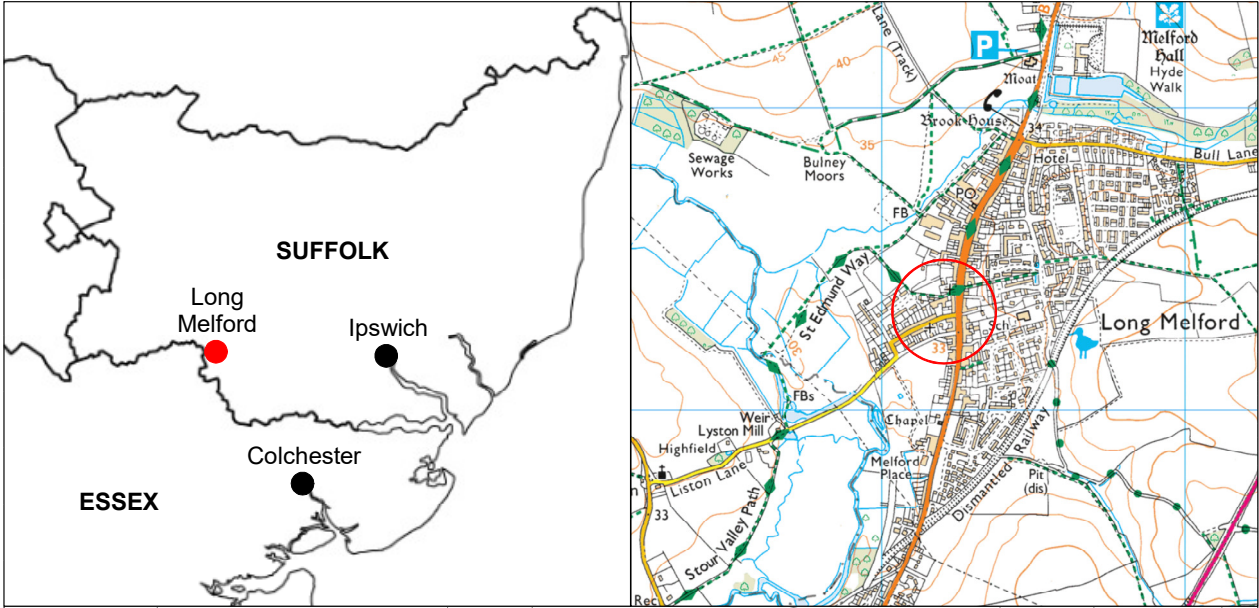 SUFFOLK
Long
Melford
Ipswich
Colchester
ESSEX
Lane (Track)
45
40
35
P
Moat
Melford
Hall
Hyde
Walk
Brook House
34
Sewage
Works
Bulney
Moors
Hotel
Bull Lane
PO
FB
St Edmund Way
30
Sch
33
Long Melford
FBs
Weir
Lyston Mill
Highfield
Liston Lane
Chapel
Melford
Place
Dismantled Railway
Pit
(dis)
33
Stour Valley Path
Rec